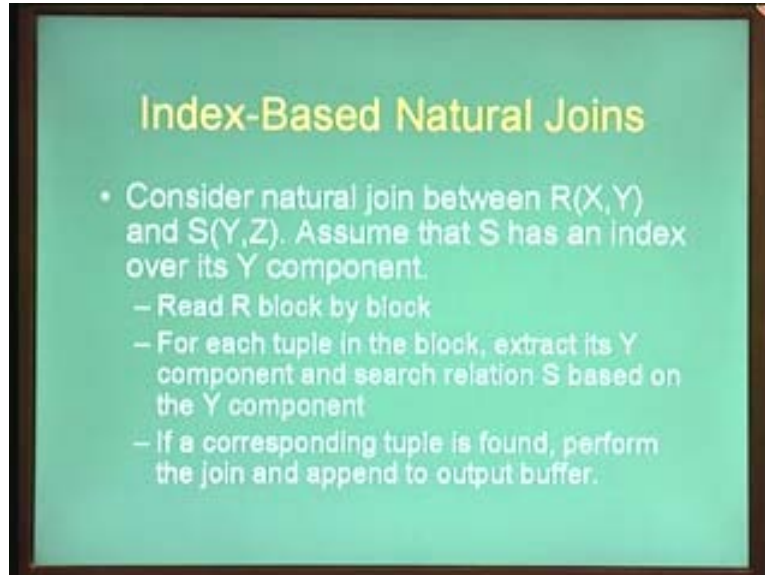 Index-Based Natural Joins
• Consider natural join between R(X,Y)
and S(Y,Z). Assume that S has an index
over its Y component.
– Read R block by block
– For each tuple in the block, extract its Y
component and search relation S based on
the Y component
– If a corresponding tuple is found, perform
the join and append to output buffer.